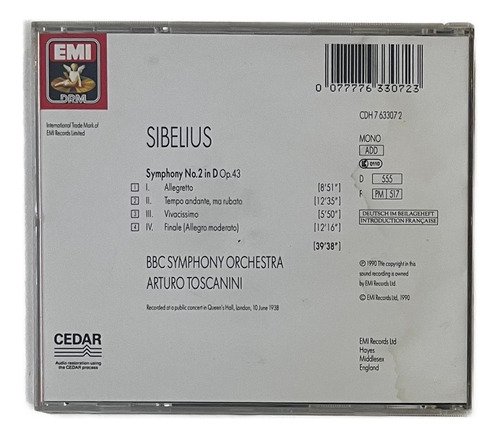 EMI
DRM
International Trade Mark of
EMI Records Limited
0 077776 330723
CDH 7 63307 2
SIBELIUS
Symphony No.2 in D Op.43
1 I. Allegretto (8'51")
2 II. Tempo andante, ma rubato (12'35")
3 III. Vivacissimo (5'50")
4 IV. Finale (Allegro moderato) (12'16")
(39'38")
BBC SYMPHONY ORCHESTRA
ARTURO TOSCANINI
Recorded at a public concert in Queen's Hall, London, 10 June 1938
MONO
ADD
D 555
F PM 517
DEUTSCH IM BEILAGEHEFT
INTRODUCTION FRANÇAISE
℗ 1990 The copyright in this
sound recording is owned
by EMI Records Ltd.
© EMI Records Ltd, 1990
CEDAR
Audio restoration using
the CEDAR process
EMI Records Ltd
Hayes
Middlesex
England